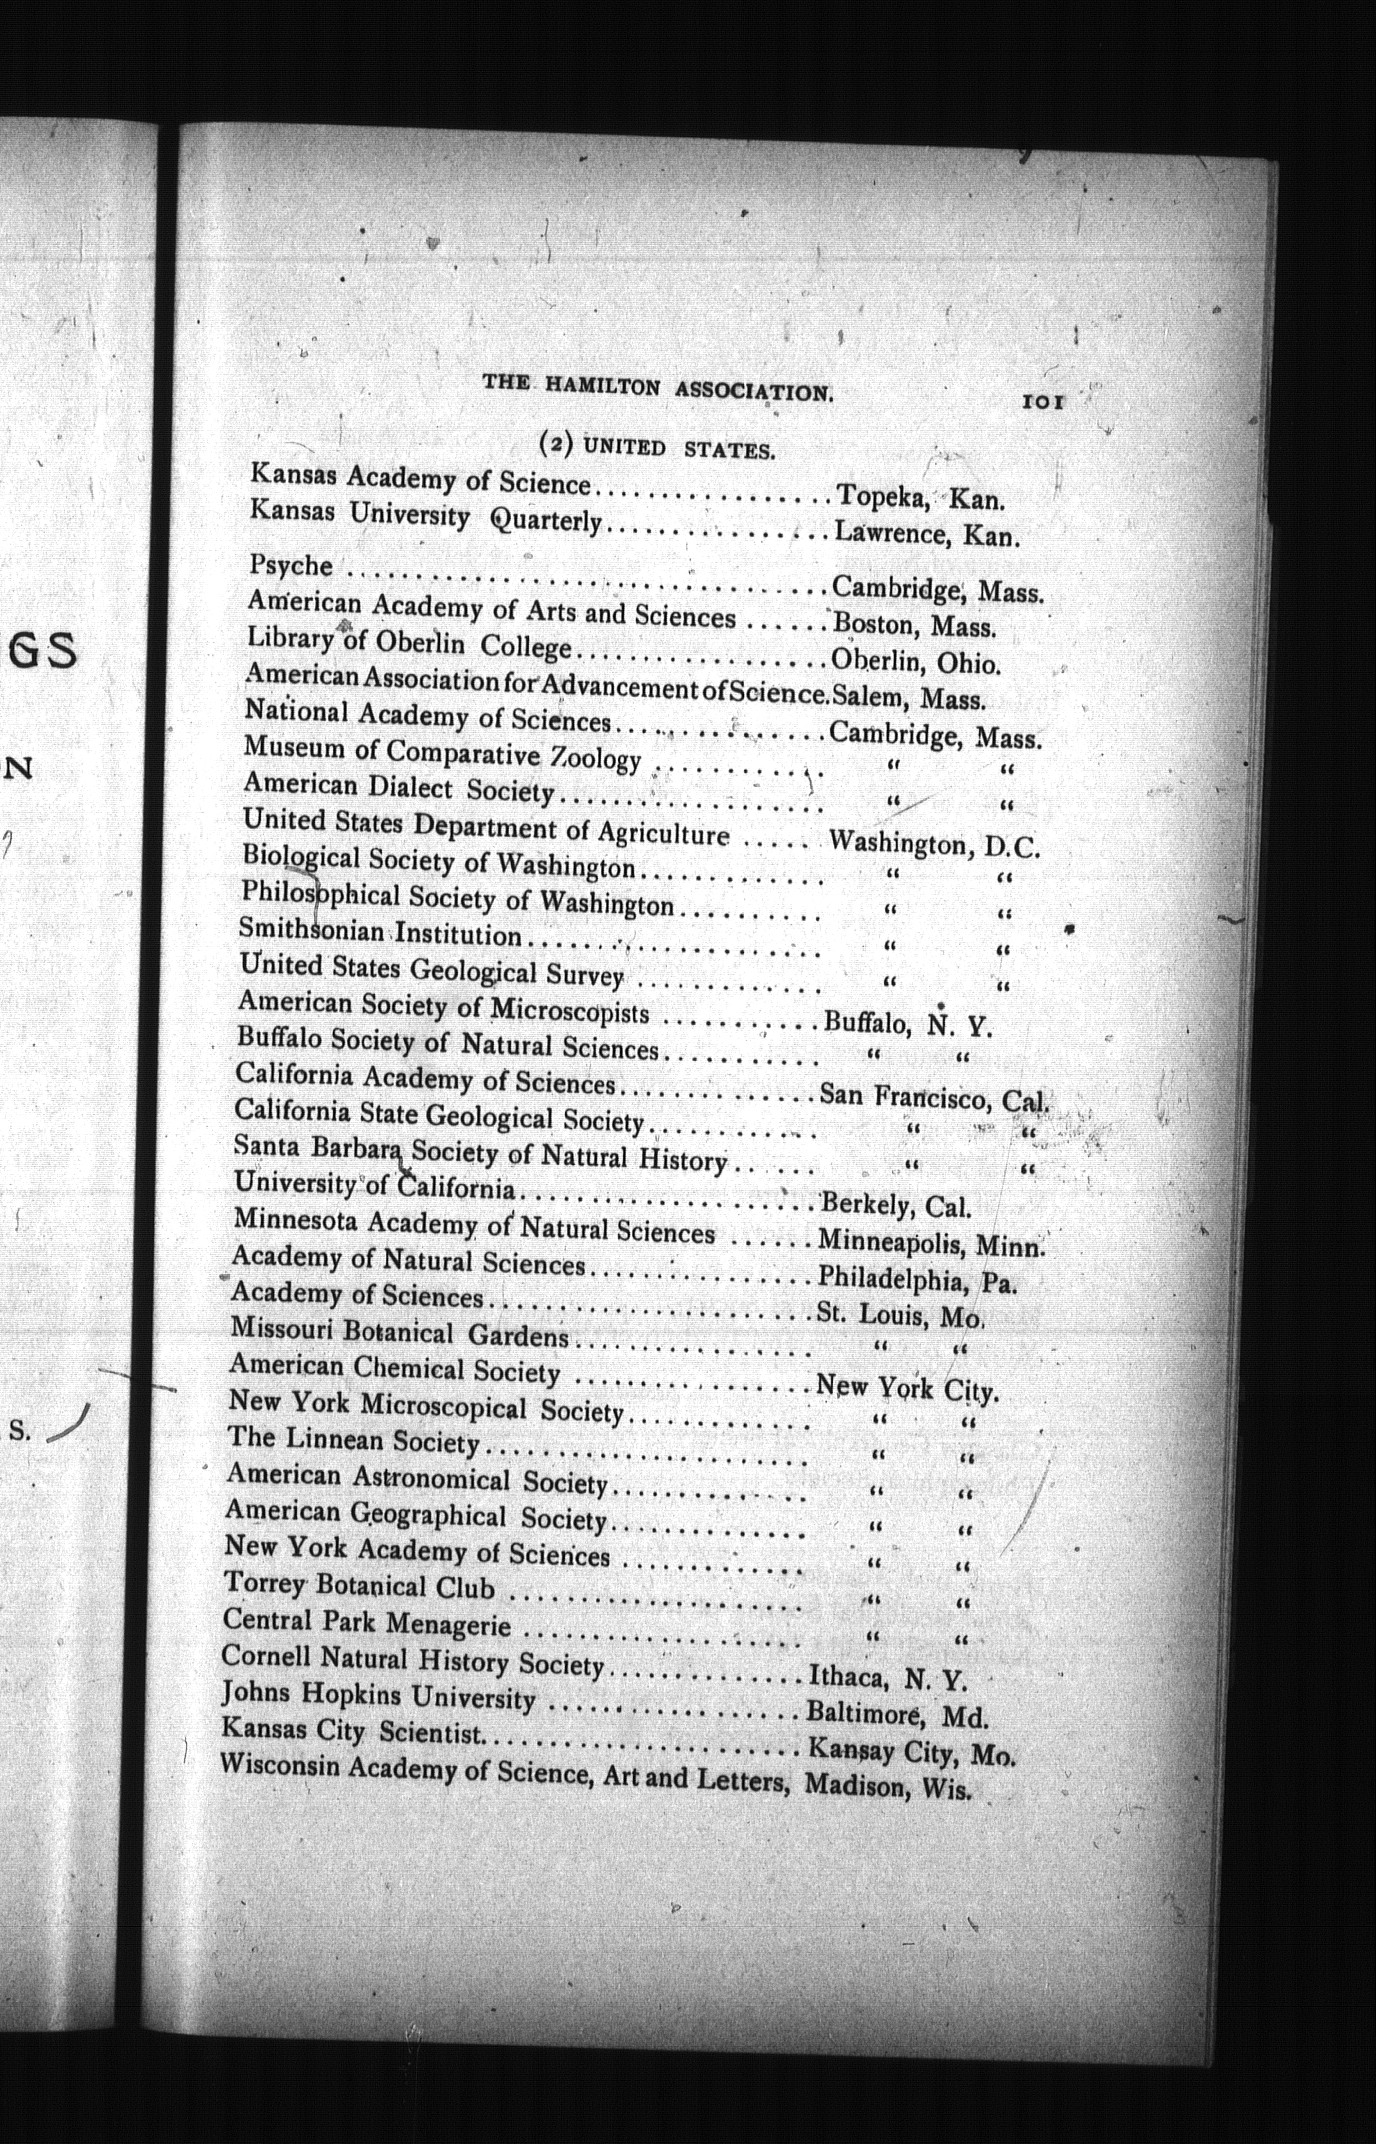 THE HAMILTON ASSOCIATION. 101
(2) UNITED STATES.
Kansas Academy of Science.................Topeka, Kan.
Kansas University Quarterly................Lawrence, Kan.
Psyche ..................................Cambridge, Mass.
American Academy of Arts and Sciences ......Boston, Mass.
Library of Oberlin College..................Oberlin, Ohio.
American Association for Advancement of Science.Salem, Mass.
National Academy of Sciences...............Cambridge, Mass.
Museum of Comparative Zoology ............ “ “
American Dialect Society................... “ “
United States Department of Agriculture ..... Washington, D.C.
Biological Society of Washington............. “ “
Philosophical Society of Washington.......... “ “
Smithsonian Institution..................... “ “
United States Geological Survey ............. “ “
American Society of Microscopists ...........Buffalo, N. Y.
Buffalo Society of Natural Sciences........... “ “
California Academy of Sciences..............San Francisco, Cal.
California State Geological Society............ “ “
Santa Barbara Society of Natural History...... “ “
University of California.....................Berkely, Cal.
Minnesota Academy of Natural Sciences ......Minneapolis, Minn.
Academy of Natural Sciences................Philadelphia, Pa.
Academy of Sciences.......................St. Louis, Mo.
Missouri Botanical Gardens................. “ “
American Chemical Society .................New York City.
New York Microscopical Society............. “ “
The Linnean Society....................... “ “
American Astronomical Society.............. “ “
American Geographical Society.............. “ “
New York Academy of Sciences ............. “ “
Torrey Botanical Club ..................... “ “
Central Park Menagerie .................... “ “
Cornell Natural History Society..............Ithaca, N. Y.
Johns Hopkins University ..................Baltimore, Md.
Kansas City Scientist.......................Kansay City, Mo.
Wisconsin Academy of Science, Art and Letters, Madison, Wis.
GS
N
S.